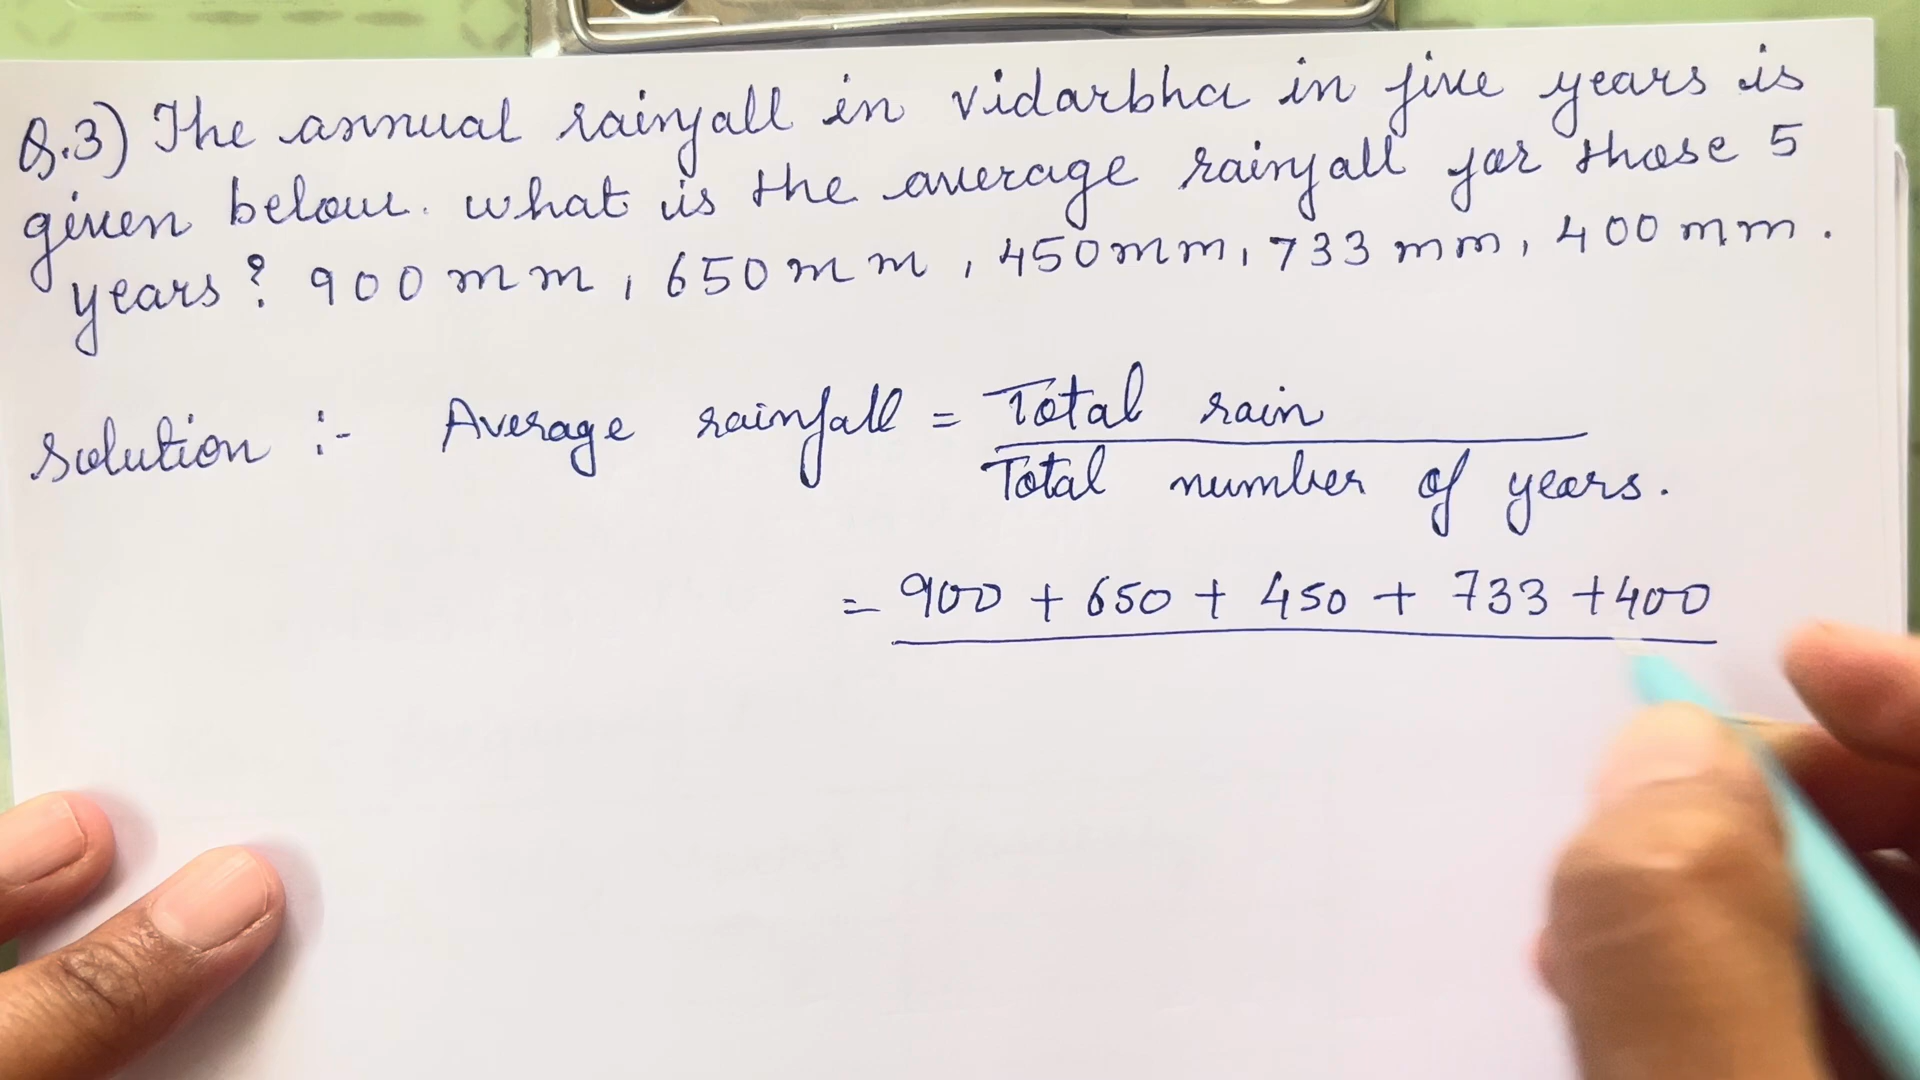 Q.3) The annual rainfall in vidarbha in five years is
given below. what is the average rainfall for those 5
years? 900 mm, 650 mm, 450mm, 733 mm, 400 mm.
Solution :- Average rainfall = Total rain
Total number of years.
= 900 + 650 + 450 + 733 +400